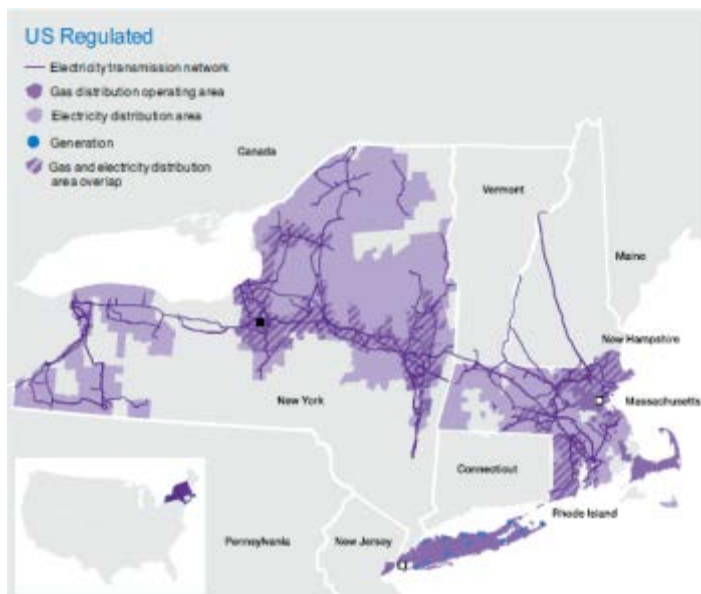 US Regulated
Electricity transmission network
Gas distribution operating area
Electricity distribution area
Generation
Gas and electricity distribution
area overlap
Canada
Vermont
Maine
New Hampshire
New York
Massachusetts
Connecticut
Rhode Island
Pennsylvania
New Jersey